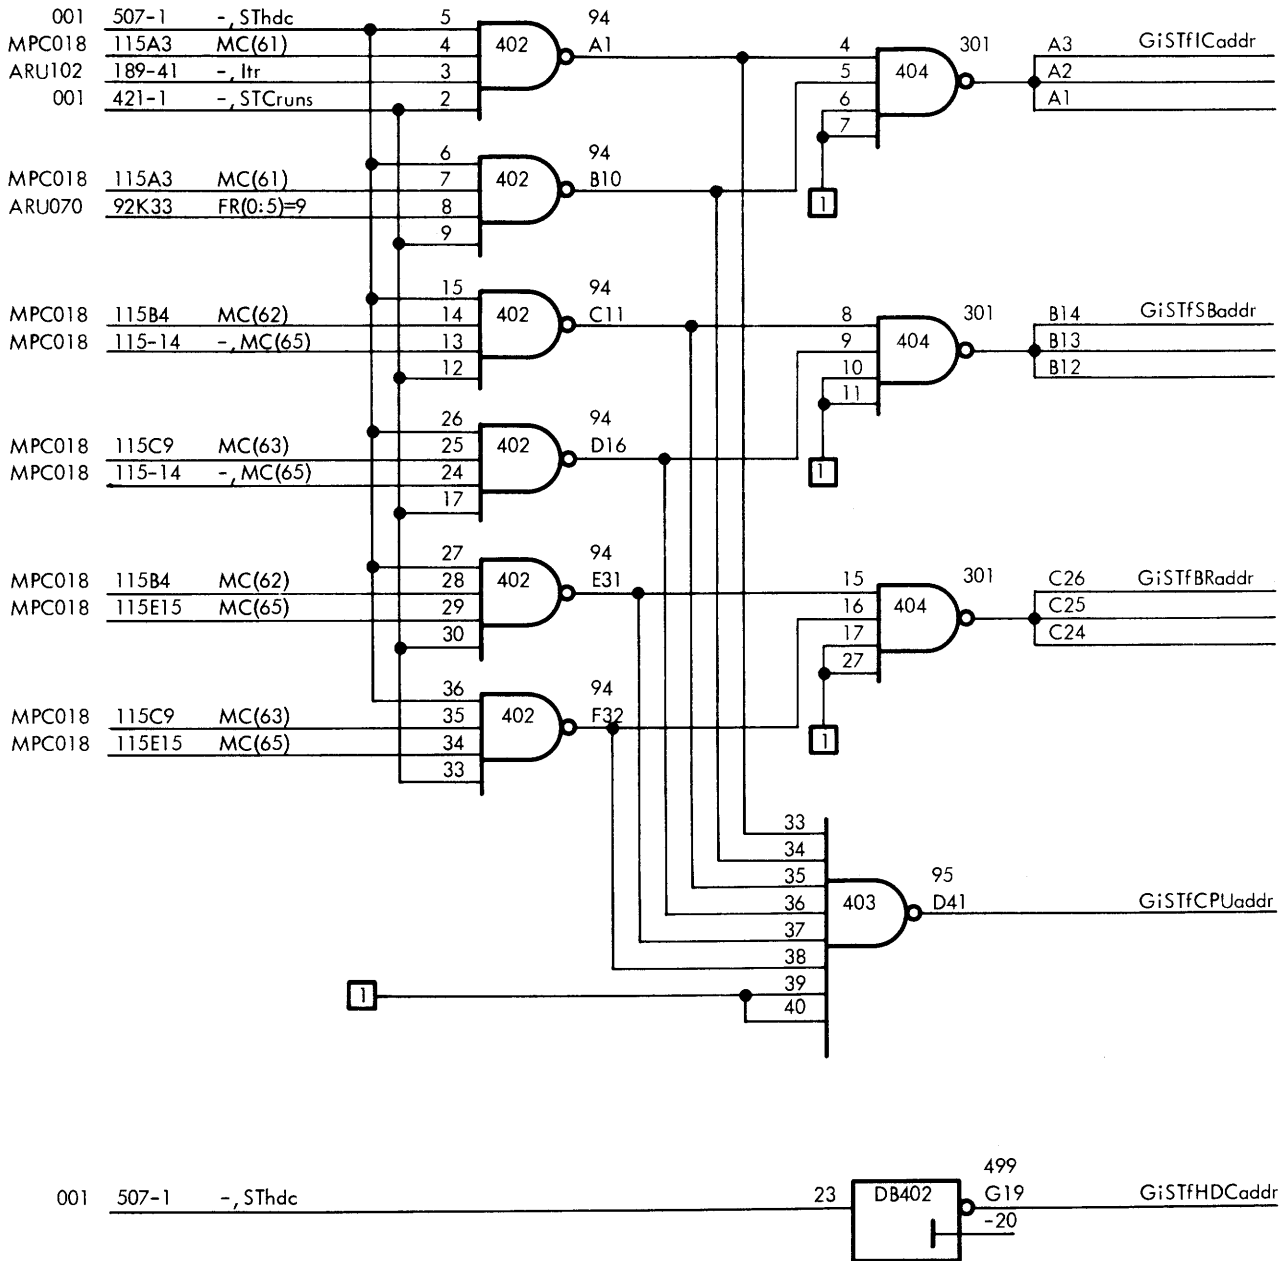 001 507-1 -, SThdc 5 94
MPC018 115A3 MC(61) 4 402 A1 4 301 A3 GiSTfICaddr
ARU102 189-41 -, Itr 3 5 404 A2
001 421-1 -, STCruns 2 6 A1
7
6 94
MPC018 115A3 MC(61) 7 402 B10
ARU070 92K33 FR(0:5)=9 8 1
9
15 94
MPC018 115B4 MC(62) 14 402 C11 8 301 B14 GiSTfSBaddr
MPC018 115-14 -, MC(65) 13 9 404 B13
12 10 B12
11
26 94
MPC018 115C9 MC(63) 25 402 D16
MPC018 115-14 -, MC(65) 24 1
17
27 94
MPC018 115B4 MC(62) 28 402 E31 15 301 C26 GiSTfBRaddr
MPC018 115E15 MC(65) 29 16 404 C25
30 17 C24
27
36 94
MPC018 115C9 MC(63) 35 402 F32
MPC018 115E15 MC(65) 34 1
33
33
34
35 95
36 403 D41 GiSTfCPUaddr
37
38
1 39
40
499
001 507-1 -, SThdc 23 DB402 G19 GiSTfHDCaddr
-20